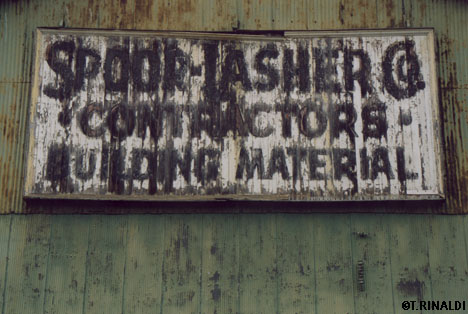 SPOOR-LASHER CO.
· CONTRACTORS ·
BUILDING MATERIAL
©T.RINALDI